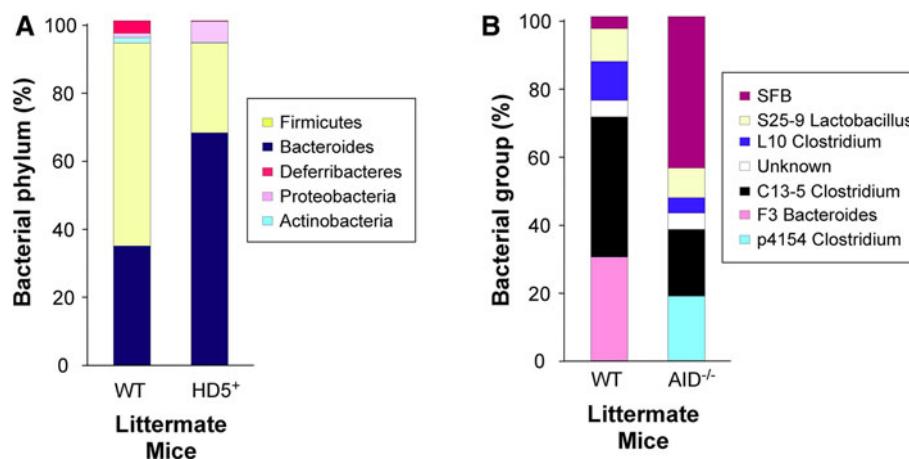 A
Bacterial phylum (%)
100
80
60
40
20
0
WT HD5+
Littermate
Mice
Firmicutes
Bacteroides
Deferribacteres
Proteobacteria
Actinobacteria
B
Bacterial group (%)
100
80
60
40
20
0
WT AID-/-
Littermate
Mice
SFB
S25-9 Lactobacillus
L10 Clostridium
Unknown
C13-5 Clostridium
F3 Bacteroides
p4154 Clostridium